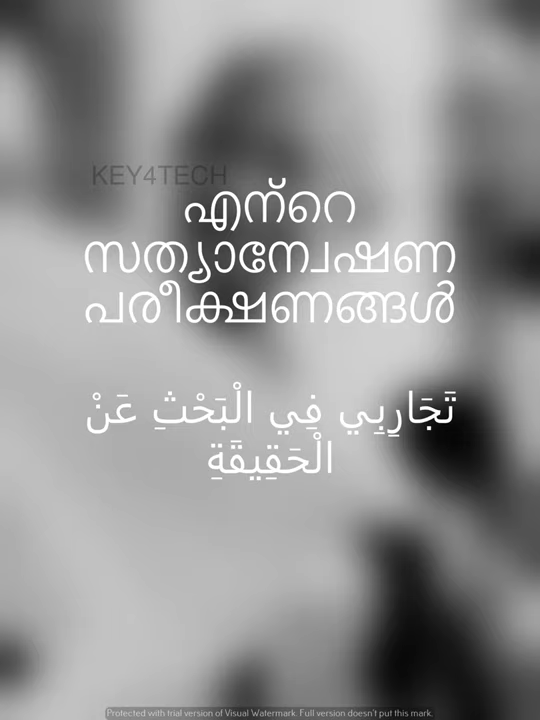 KEY4TECH
എന്റെ
സത്യാന്വേഷണ
പരീക്ഷണങ്ങൾ
تَجَارِبِي فِي الْبَحْثِ عَنْ
الْحَقِيقَةِ
Protected with trial version of Visual Watermark. Full version doesn't put this mark.